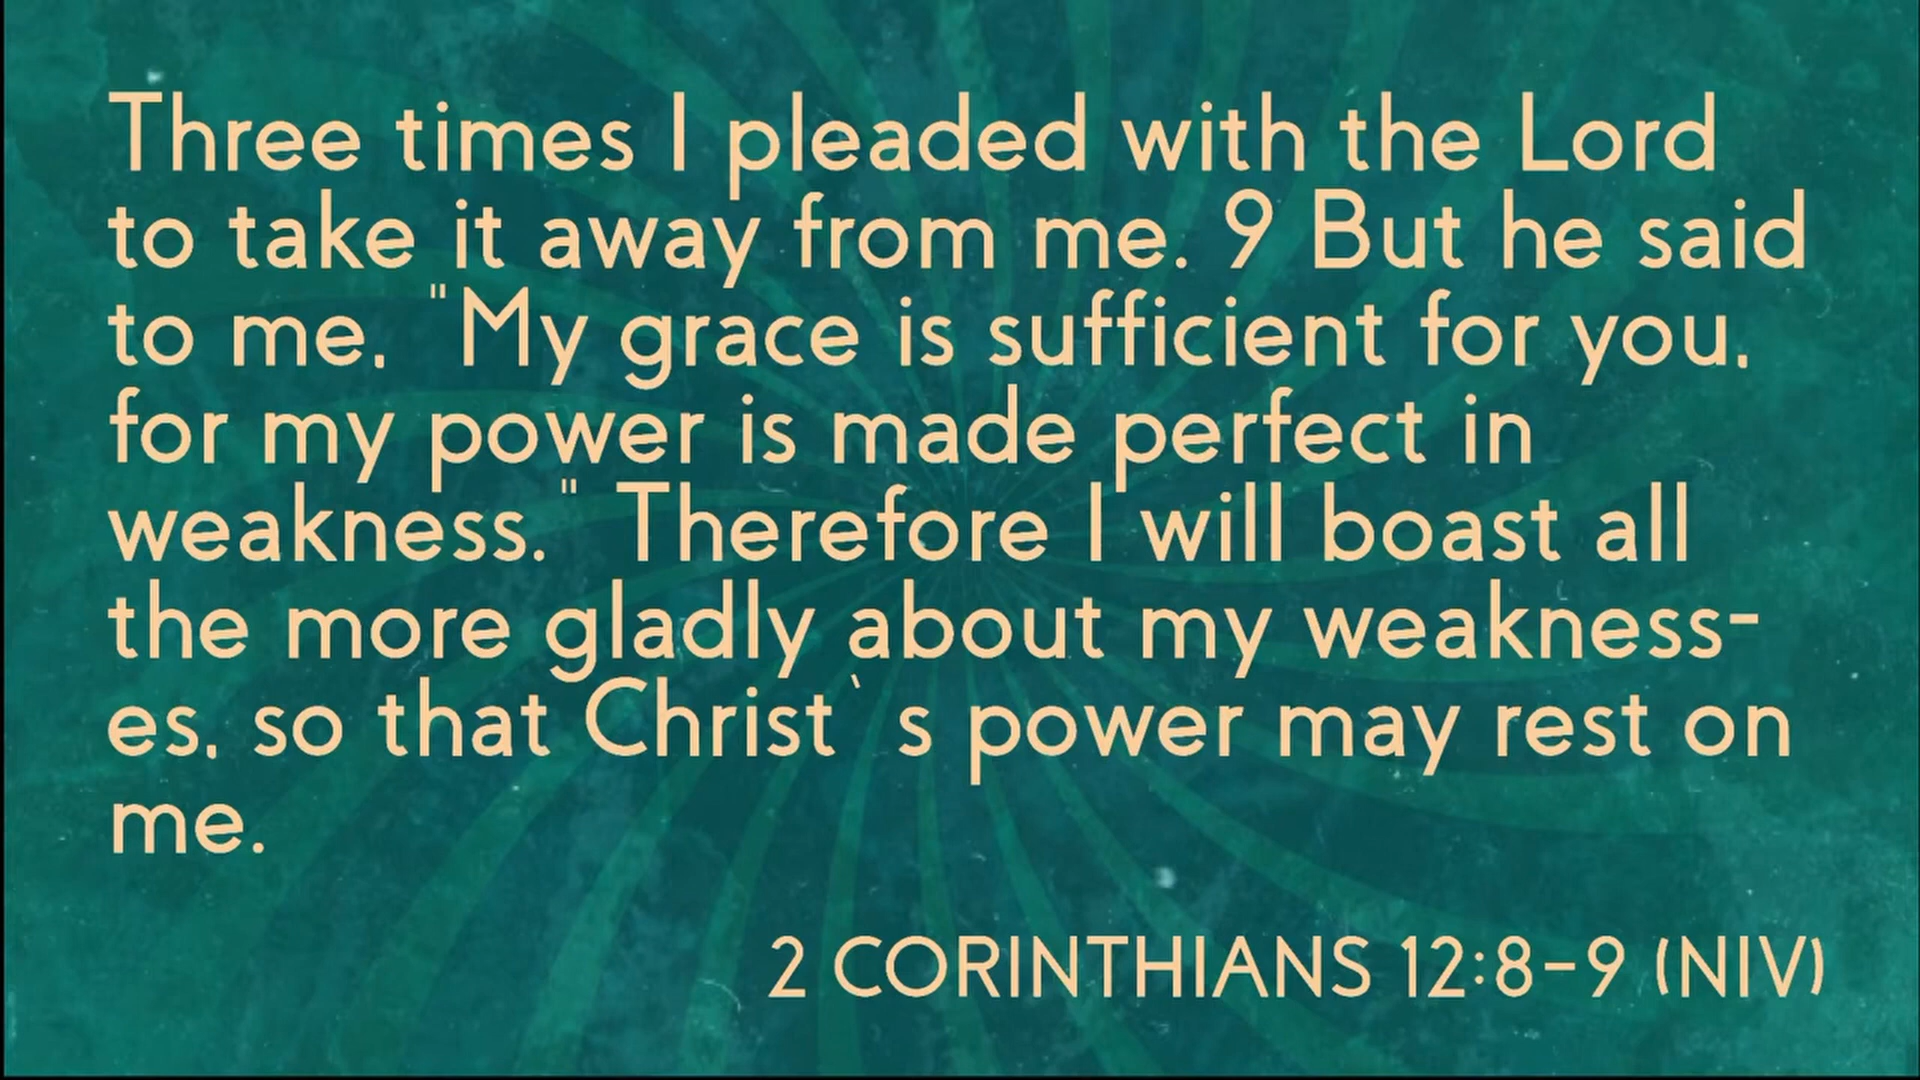 Three times I pleaded with the Lord
to take it away from me. 9 But he said
to me, "My grace is sufficient for you,
for my power is made perfect in
weakness." Therefore I will boast all
the more gladly about my weakness-
es, so that Christ's power may rest on
me.
2 CORINTHIANS 12:8-9 (NIV)